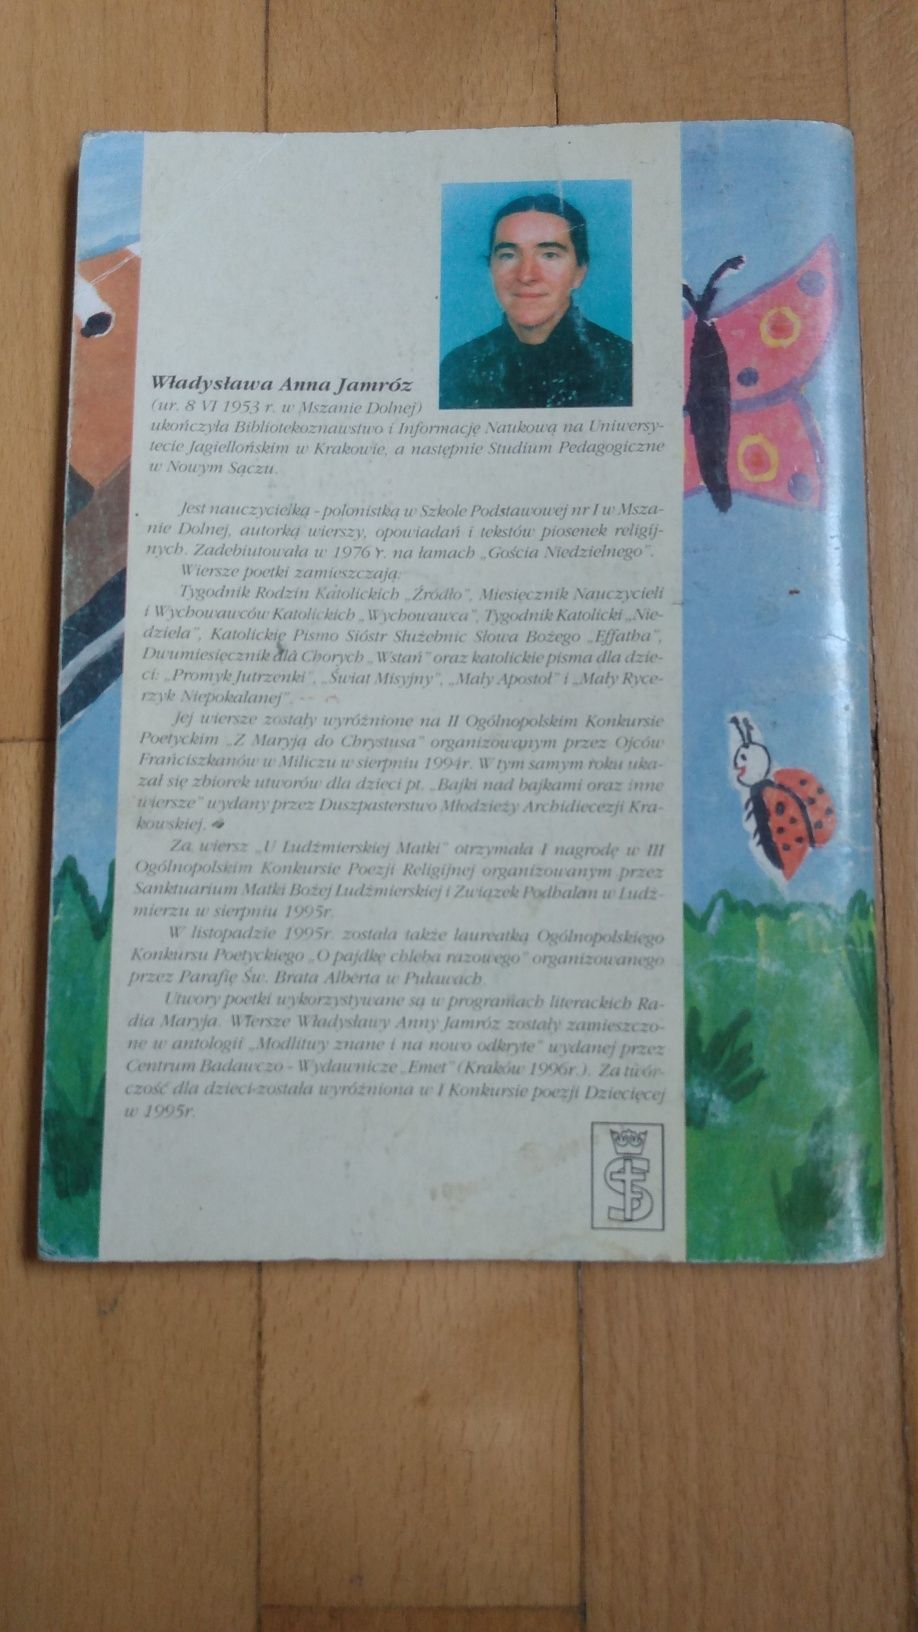 Władysława Anna Jamróz
(ur. 8 VI 1953 r. w Mszanie Dolnej)
ukończyła Bibliotekoznawstwo i Informację Naukową na Uniwersy-
tecie Jagiellońskim w Krakowie, a następnie Studium Pedagogiczne
w Nowym Sączu.
Jest nauczycielką - polonistką w Szkole Podstawowej nr I w Msza-
nie Dolnej, autorką wierszy, opowiadań i tekstów piosenek religij-
nych. Zadebiutowała w 1976 r. na łamach „Gościa Niedzielnego".
Wiersze poetki zamieszczają:
Tygodnik Rodzin Katolickich „Źródło", Miesięcznik Nauczycieli
i Wychowawców Katolickich „Wychowawca", Tygodnik Katolicki „Nie-
dziela", Katolickie Pismo Sióstr Służebnic Słowa Bożego „Effatha",
Dwumiesięcznik dla Chorych „Wstań" oraz katolickie pisma dla dzie-
ci: „Promyk Jutrzenki", „Świat Misyjny", „Mały Apostoł" i „Mały Ryce-
rzyk Niepokalanej".
Jej wiersze zostały wyróżnione na II Ogólnopolskim Konkursie
Poetyckim „Z Maryją do Chrystusa" organizowanym przez Ojców
Franciszkanów w Miliczu w sierpniu 1994r. W tym samym roku uka-
zał się zbiorek utworów dla dzieci pt. „Bajki nad bajkami oraz inne
wiersze" wydany przez Duszpasterstwo Młodzieży Archidiecezji Kra-
kowskiej.
Za wiersz „U Ludźmierskiej Matki" otrzymała I nagrodę w III
Ogólnopolskim Konkursie Poezji Religijnej organizowanym przez
Sanktuarium Matki Bożej Ludźmierskiej i Związek Podhalan w Ludź-
mierzu w sierpniu 1995r.
W listopadzie 1995r. została także laureatką Ogólnopolskiego
Konkursu Poetyckiego „O pajdkę chleba razowego" organizowanego
przez Parafię Św. Brata Alberta w Puławach.
Utwory poetki wykorzystywane są w programach literackich Ra-
dia Maryja. Wiersze Władysławy Anny Jamróz zostały zamieszczo-
ne w antologii „Modlitwy znane i na nowo odkryte" wydanej przez
Centrum Badawczo - Wydawnicze „Emet" (Kraków 1996r.). Za twór-
czość dla dzieci została wyróżniona w I Konkursie poezji Dziecięcej
w 1995r.